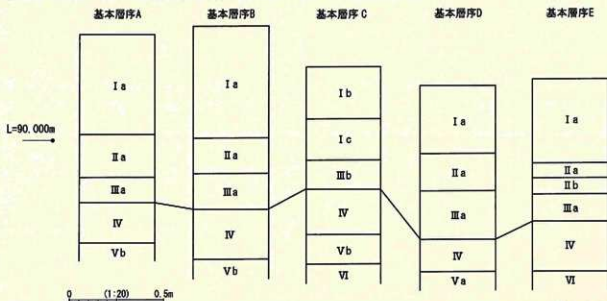 基本層序A 基本層序B 基本層序C 基本層序D 基本層序E
L=90.000m
Ⅰa
Ⅱa
Ⅲa
Ⅳ
Ⅴb
Ⅰa
Ⅱa
Ⅲa
Ⅳ
Ⅴb
Ⅰb
Ⅰc
Ⅲb
Ⅳ
Ⅴb
Ⅵ
Ⅰa
Ⅱa
Ⅲa
Ⅳ
Ⅴa
Ⅰa
Ⅱa
Ⅱb
Ⅲa
Ⅳ
Ⅵ
0 (1:20) 0.5m